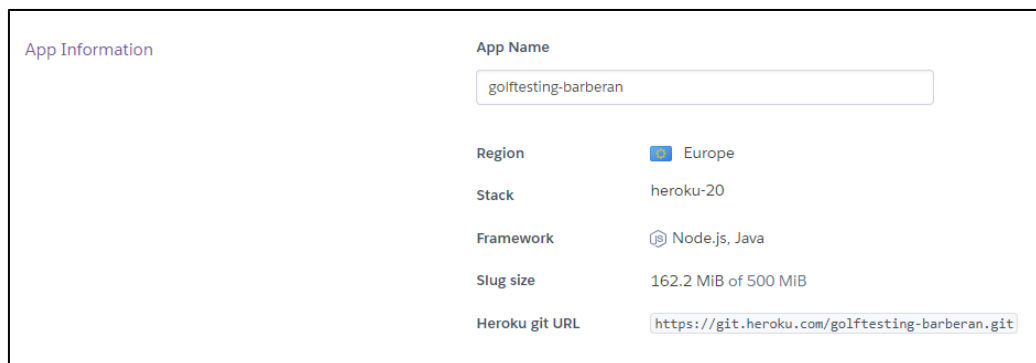 App Information
App Name
golftesting-barberan
Region Europe
Stack heroku-20
Framework JS Node.js, Java
Slug size 162.2 MiB of 500 MiB
Heroku git URL https://git.heroku.com/golftesting-barberan.git